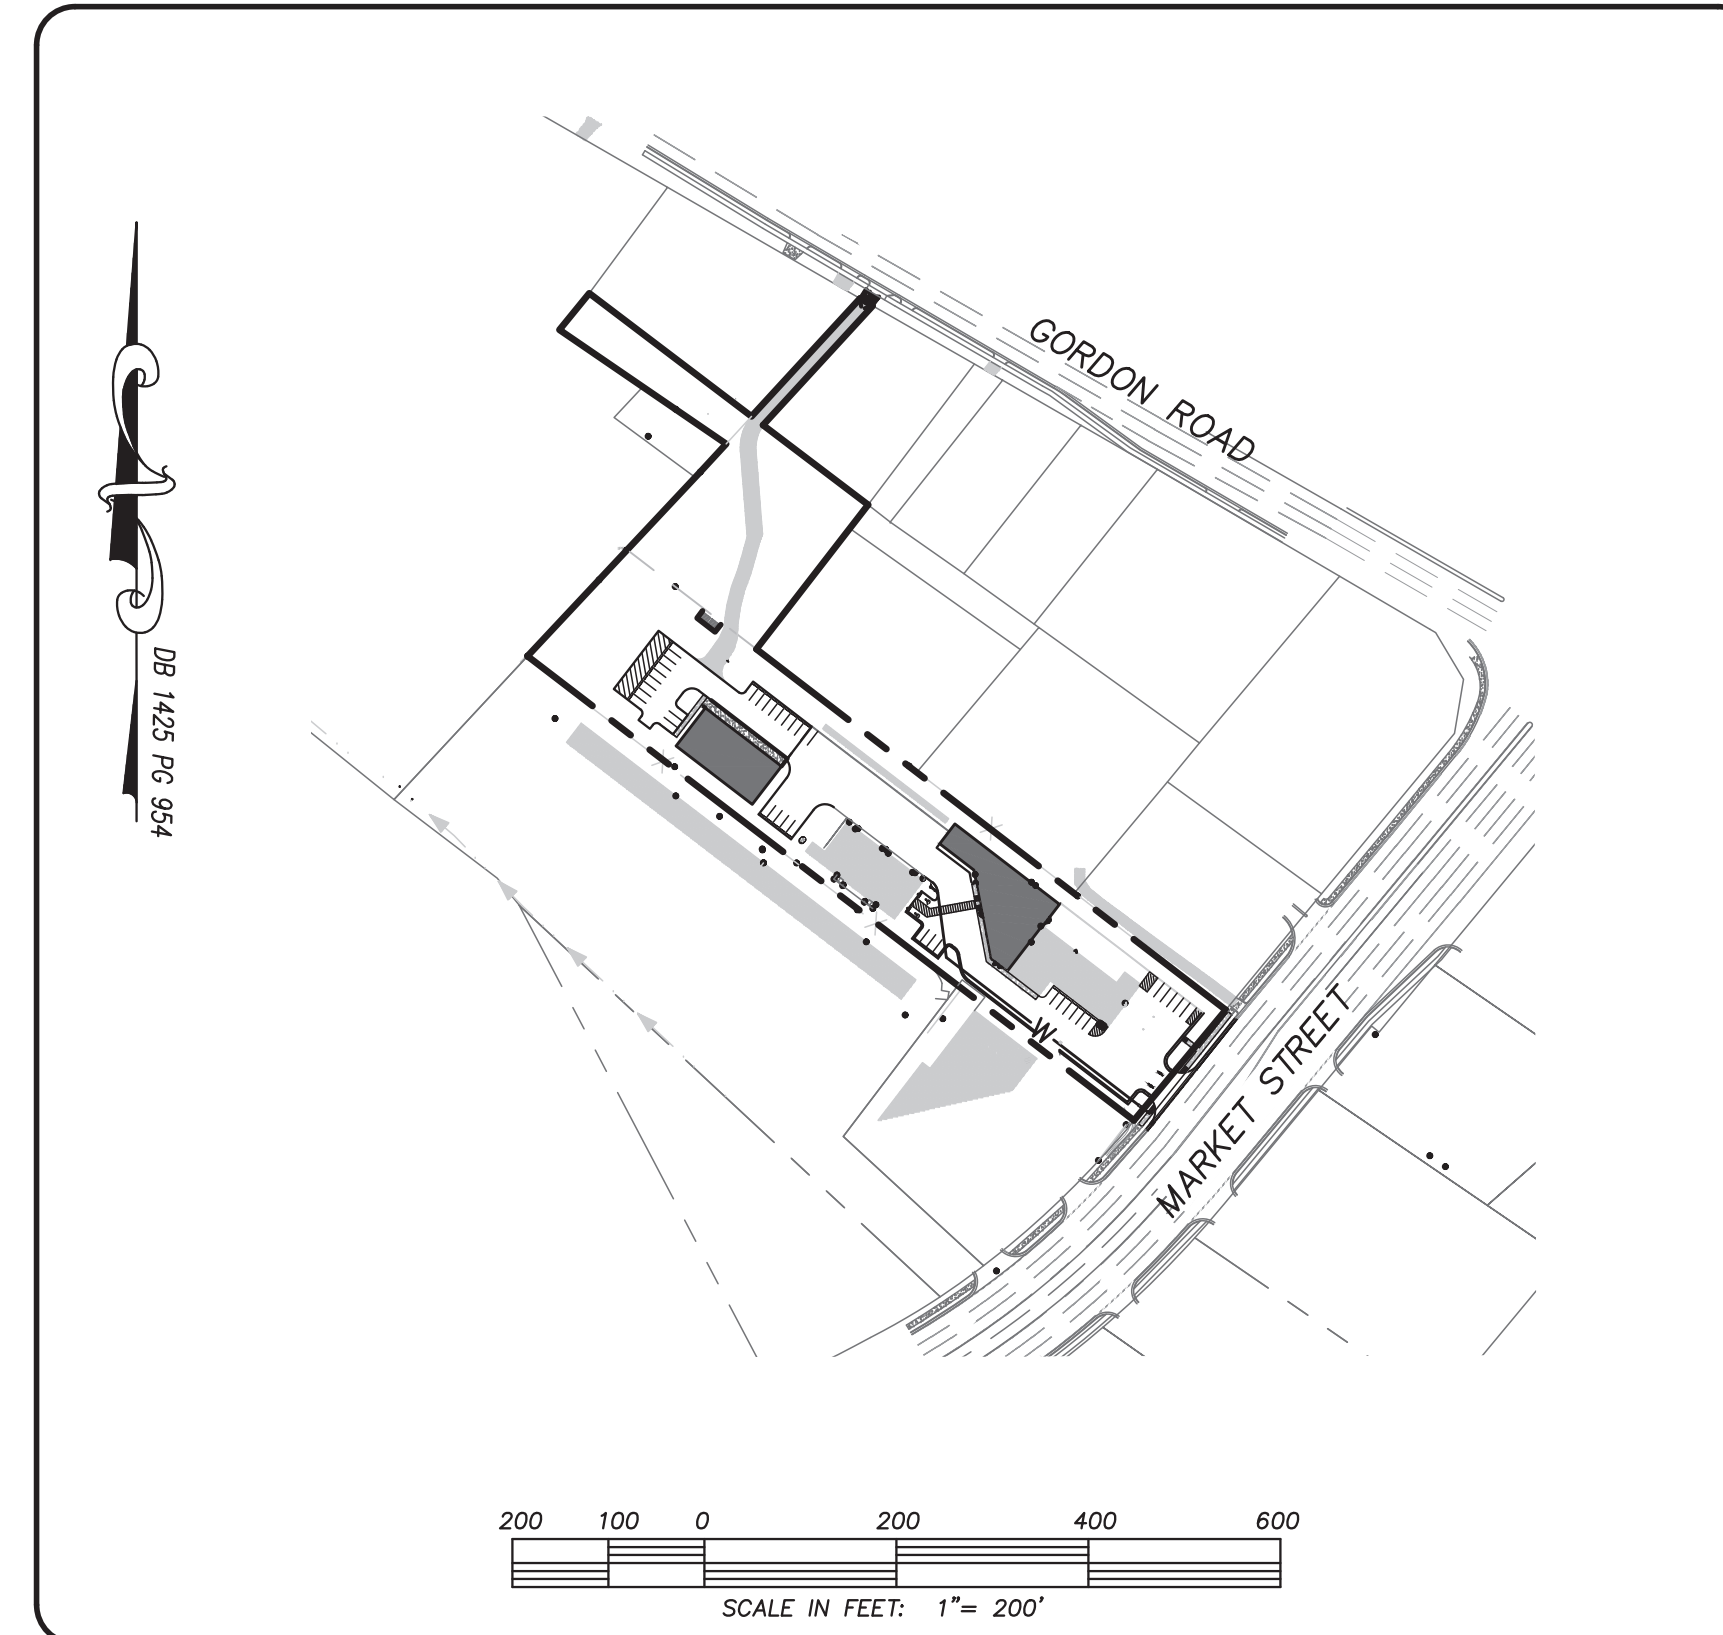 GORDON ROAD
DB 1425 PG 954
W
MARKET STREET
200 100 0 200 400 600
SCALE IN FEET: 1"= 200'